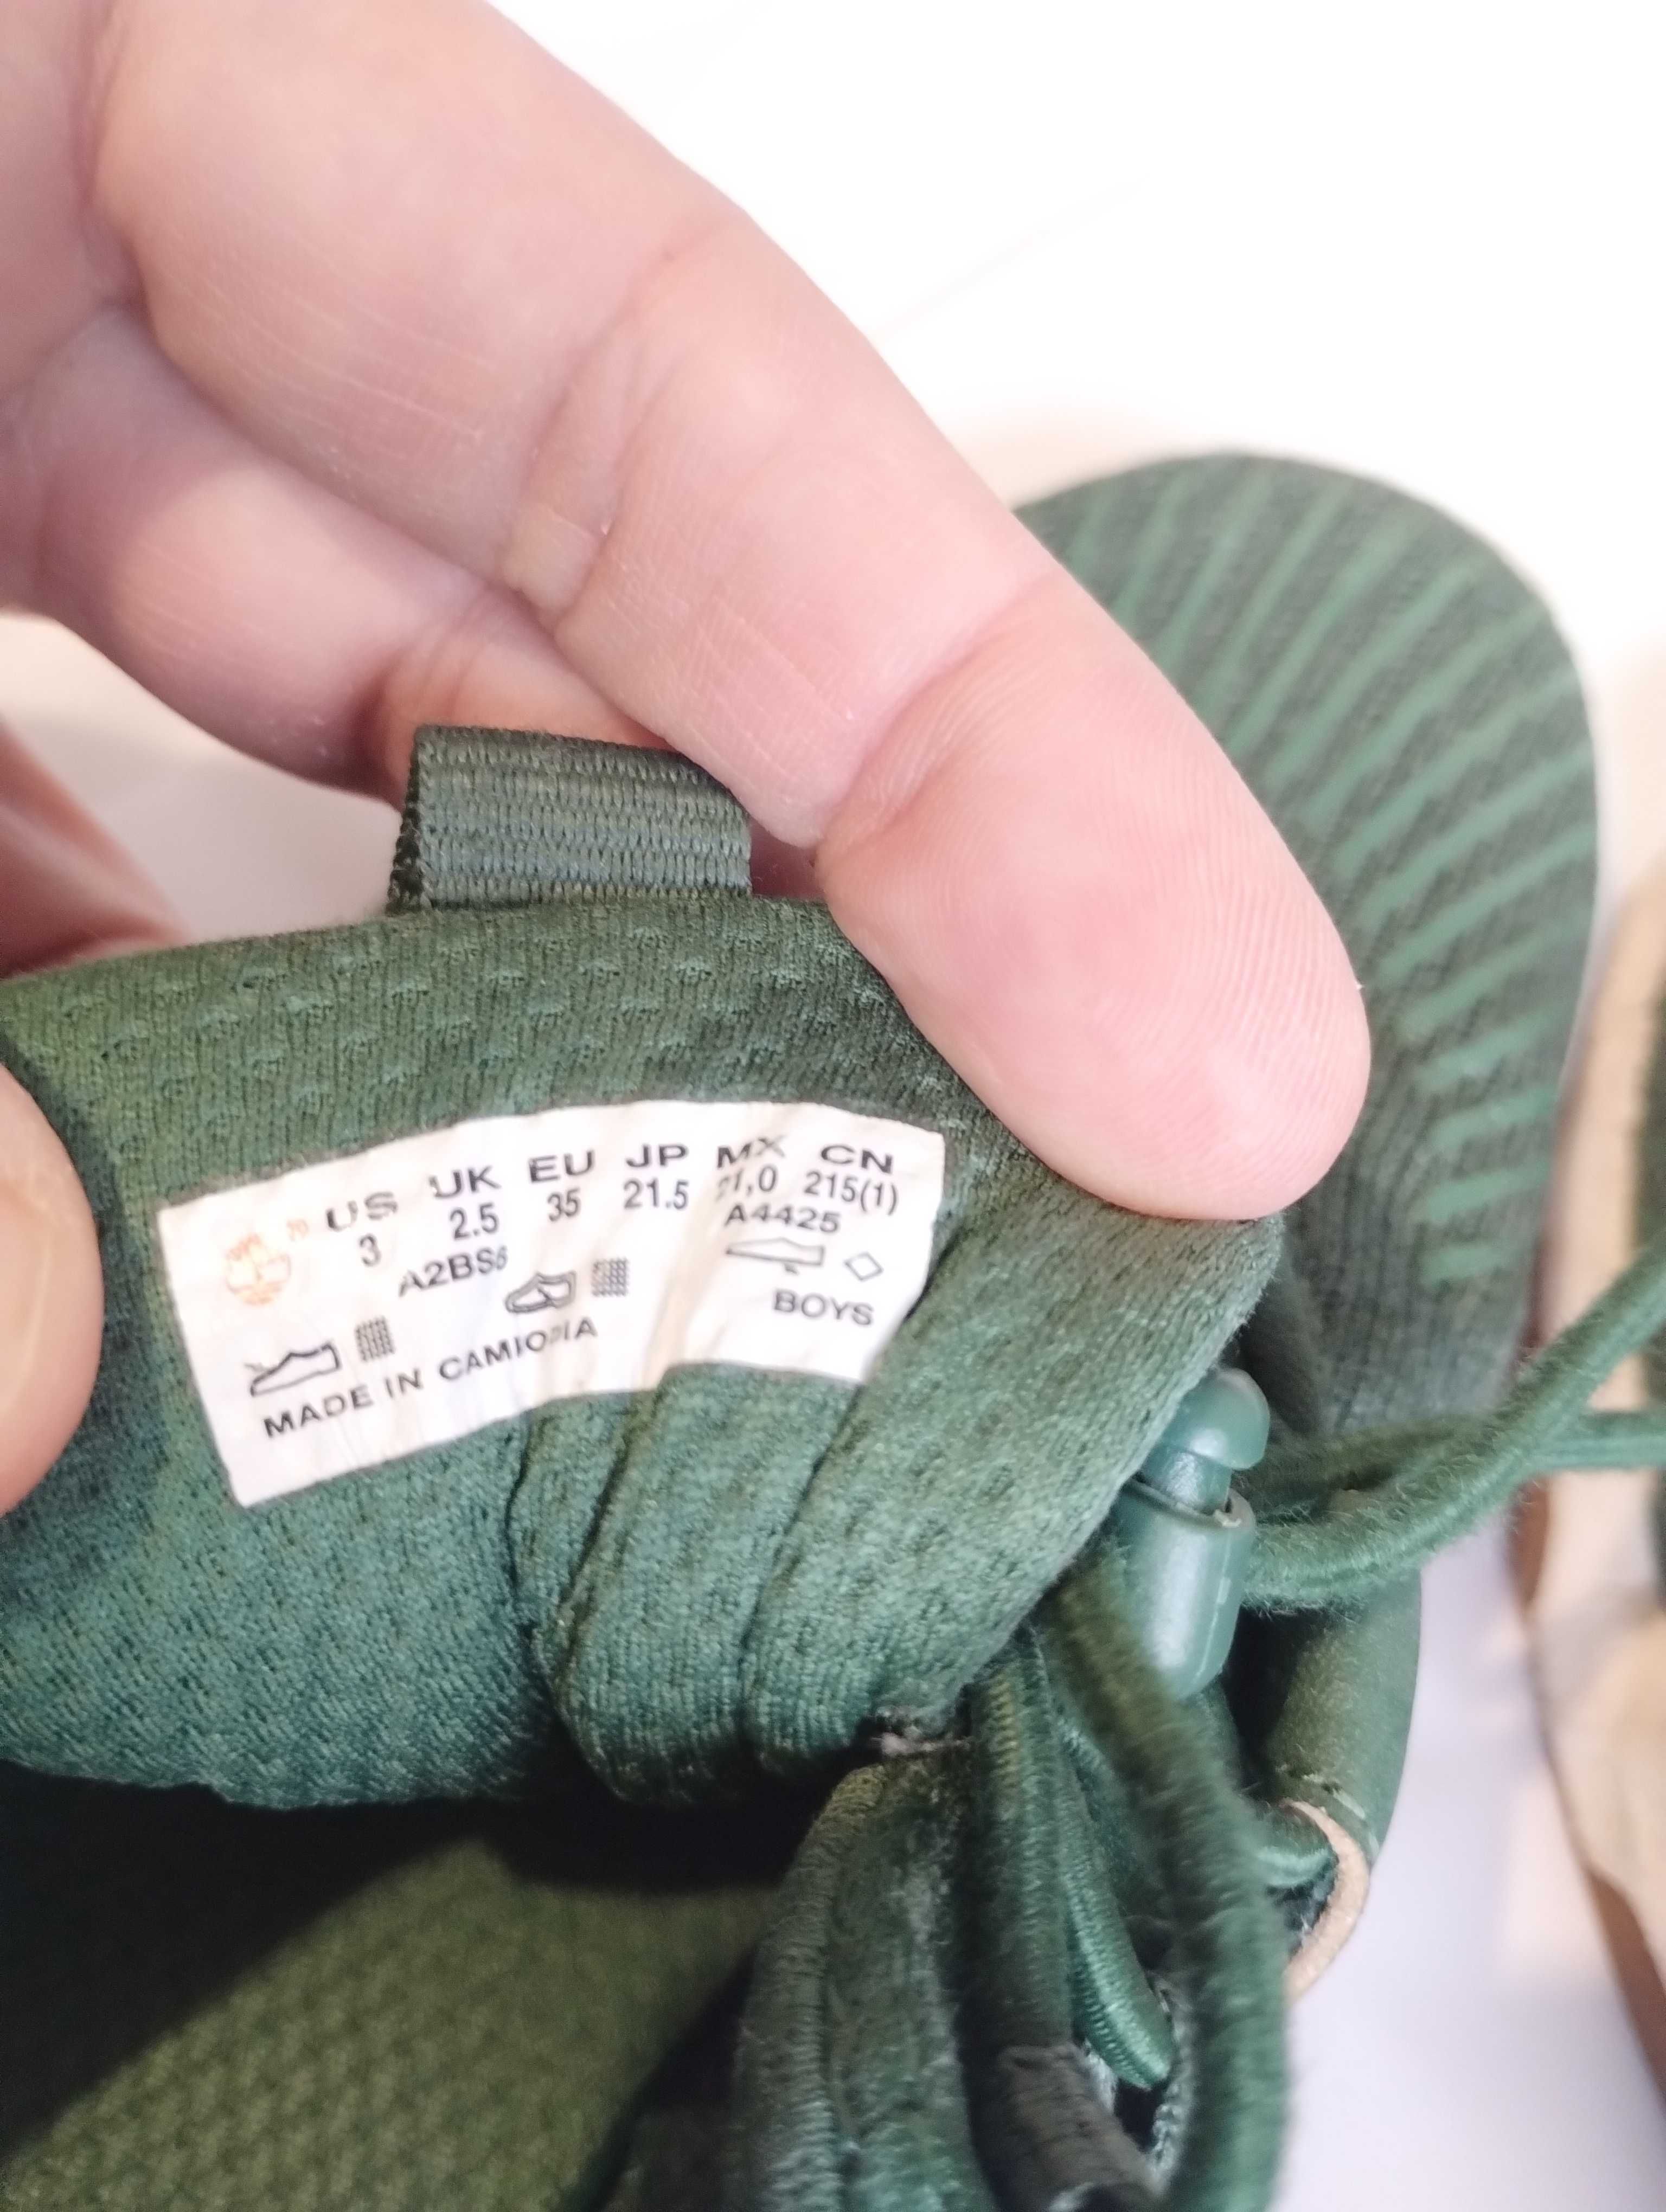 US UK EU JP MX CN
3 2.5 35 21.5 21,0 215(1)
A2BS6 A4425
BOYS
MADE IN CAMBODIA